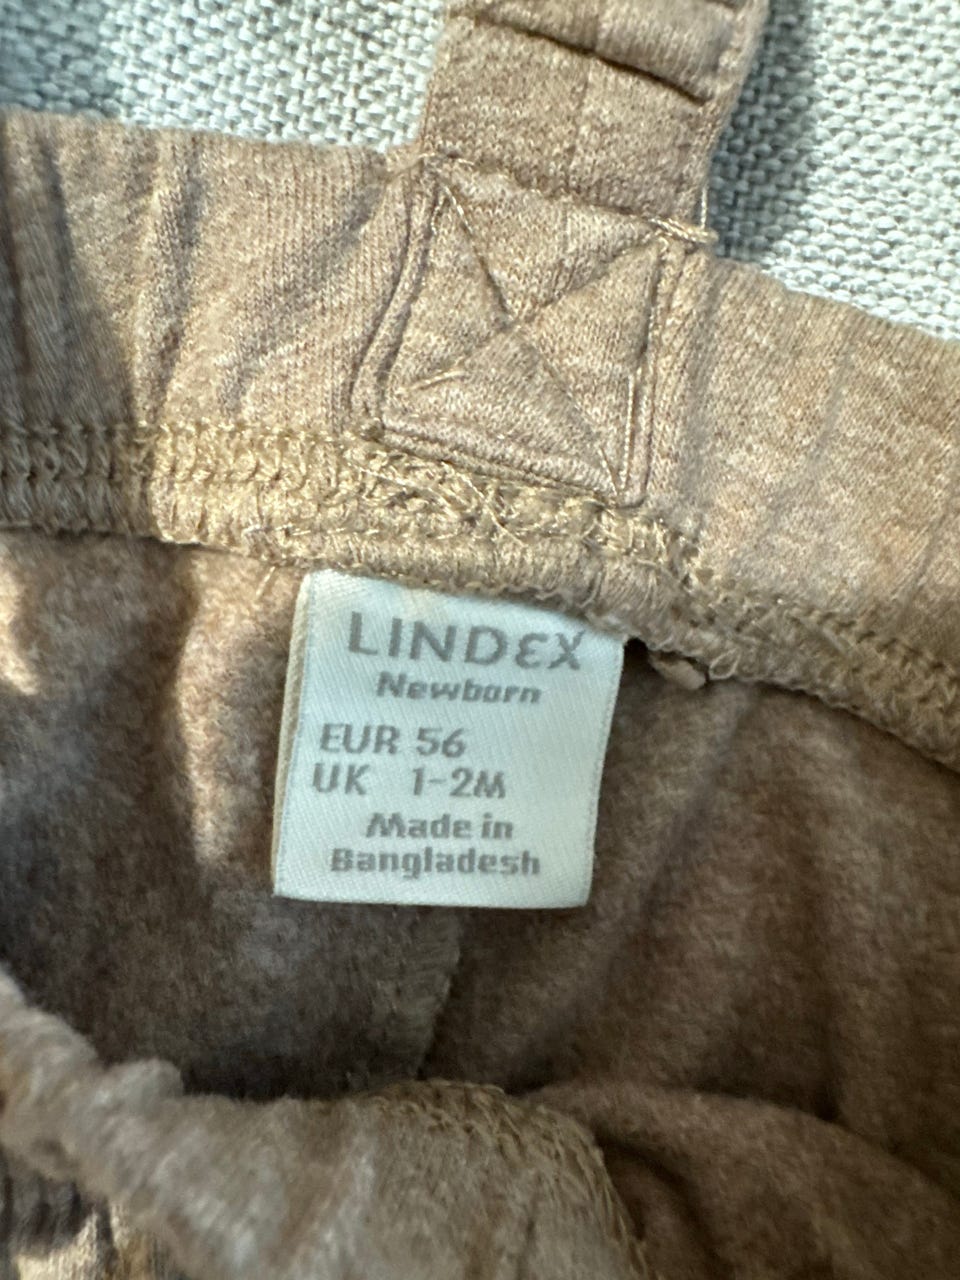 LINDEX
Newborn
EUR 56
UK 1-2M
Made in
Bangladesh